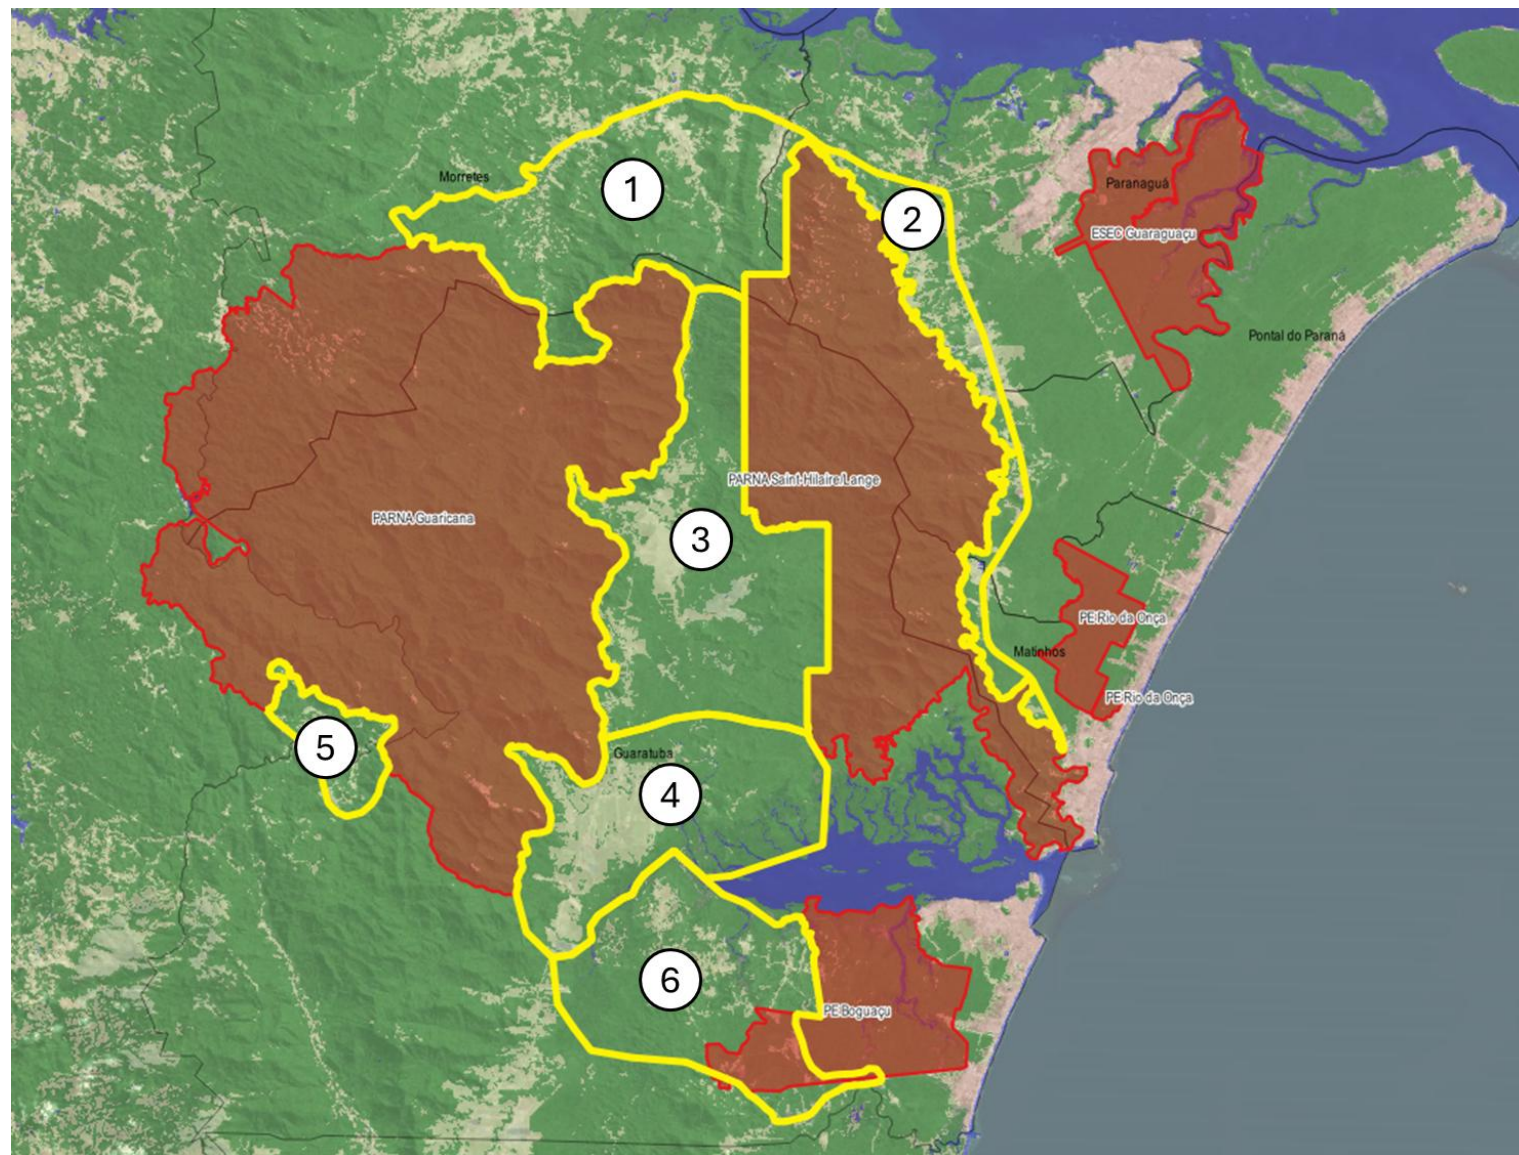 Morretes
1
2
Paranaguá
ESEC Guaraguaçu
Pontal do Paraná
PARNA Saint-Hilaire/Lange
PARNA Guaricana
3
PE Rio da Onça
Matinhos
PE Rio da Onça
5
Guaratuba
4
6
PE Boguaçu